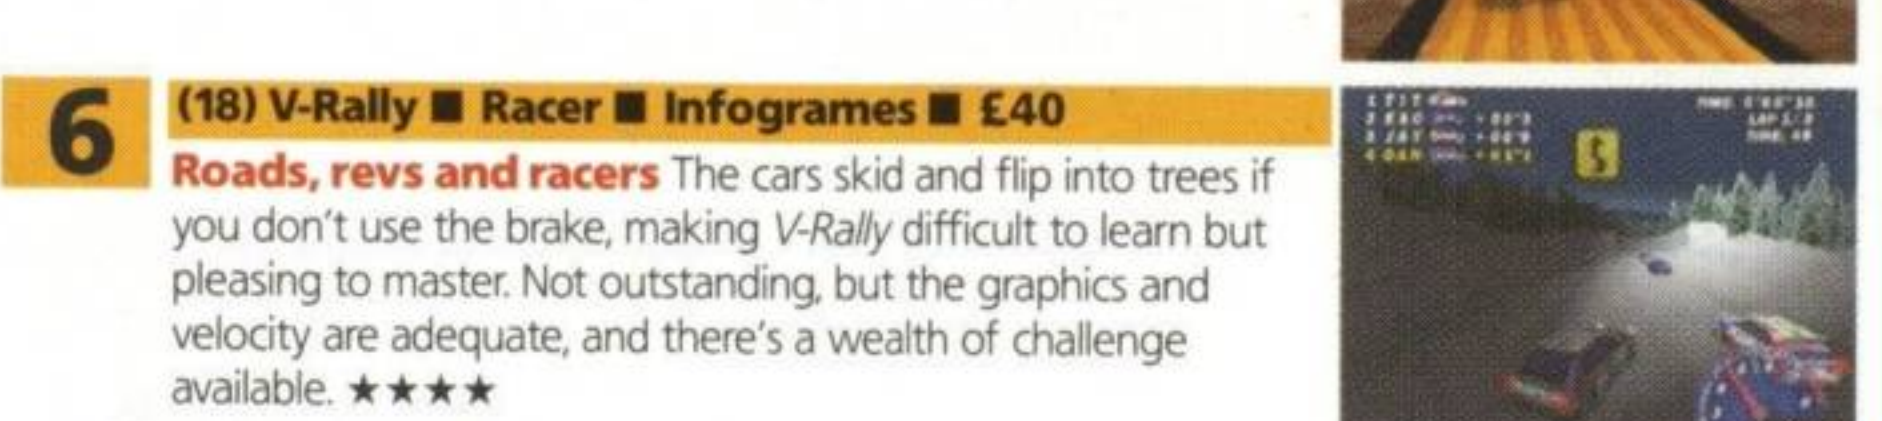 6
(18) V-Rally ■ Racer ■ Infogrames ■ £40
Roads, revs and racers The cars skid and flip into trees if
you don't use the brake, making V-Rally difficult to learn but
pleasing to master. Not outstanding, but the graphics and
velocity are adequate, and there's a wealth of challenge
available. ★★★★